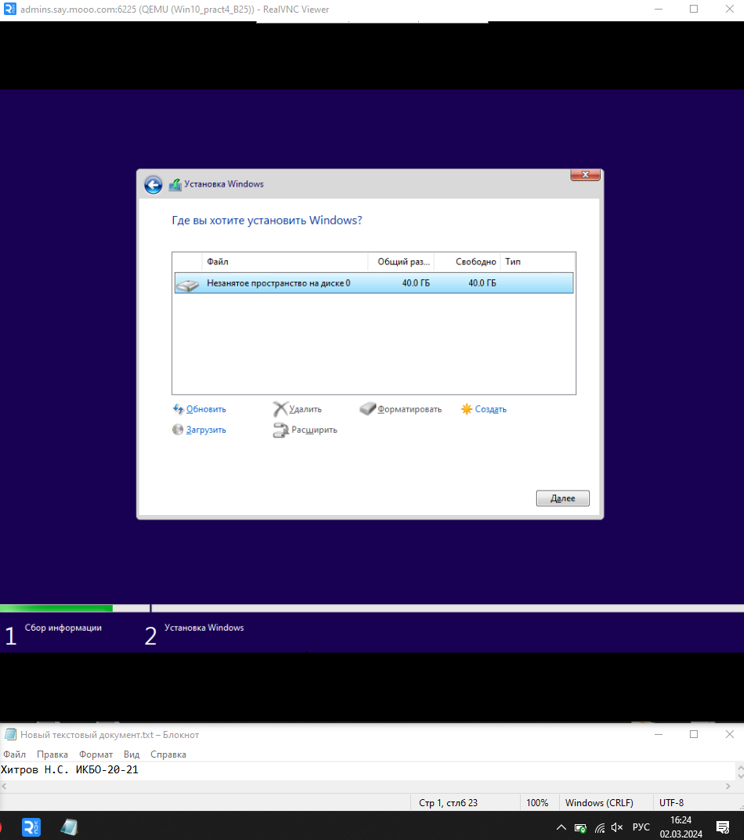 admins.say.mooo.com:6225 (QEMU (Win10_pract4_B25)) - RealVNC Viewer
Установка Windows
Где вы хотите установить Windows?
Файл Общий раз... Свободно Тип
Незанятое пространство на диске 0 40.0 ГБ 40.0 ГБ
Обновить Удалить Форматировать Создать
Загрузить Расширить
Далее
1 Сбор информации 2 Установка Windows
Новый текстовый документ.txt – Блокнот
Файл Правка Формат Вид Справка
Хитров Н.С. ИКБО-20-21
Стр 1, стлб 23 100% Windows (CRLF) UTF-8
РУС 16:24
02.03.2024